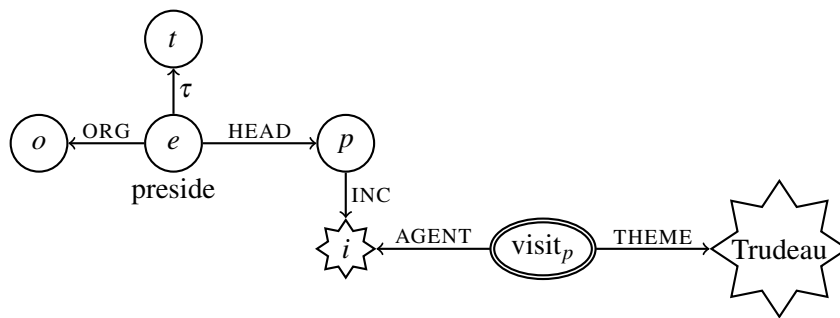 t
τ
o ORG e HEAD p
preside
INC
i AGENT visit_p THEME Trudeau